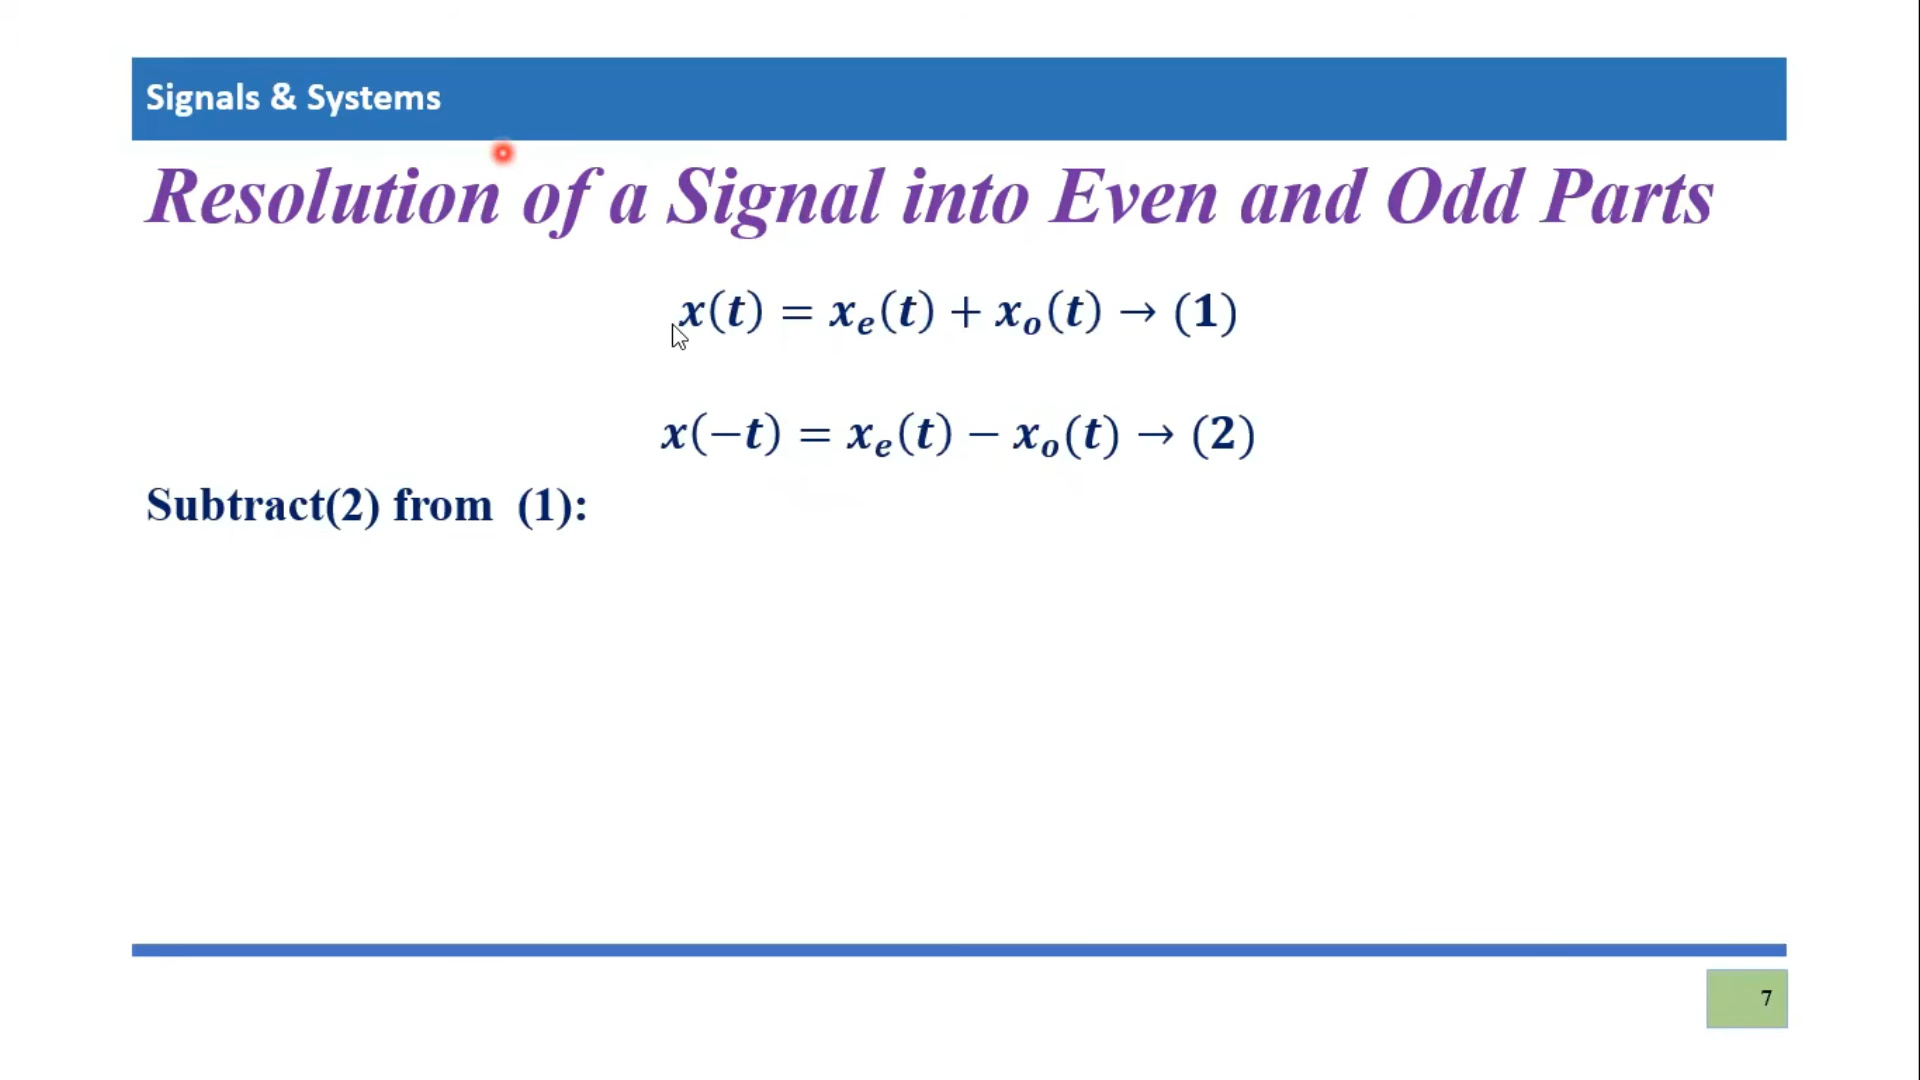 Signals & Systems
Resolution of a Signal into Even and Odd Parts
x(t) = xₑ(t) + xₒ(t) → (1)
x(−t) = xₑ(t) − xₒ(t) → (2)
Subtract(2) from (1):
7